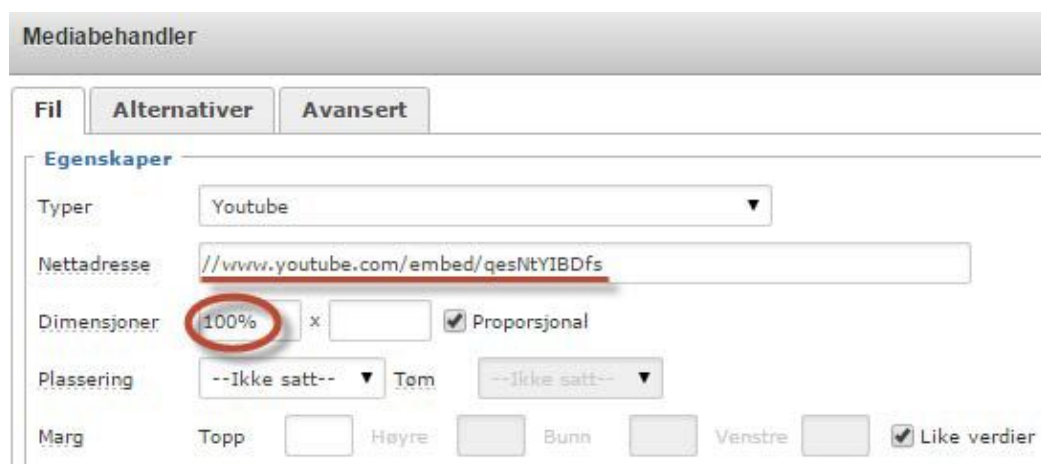 Mediabehandler
Fil Alternativer Avansert
Egenskaper
Typer Youtube
Nettadresse //www.youtube.com/embed/qesNtYIBDfs
Dimensjoner 100% x Proporsjonal
Plassering --Ikke satt-- Tøm --Ikke satt--
Marg Topp Høyre Bunn Venstre Like verdier